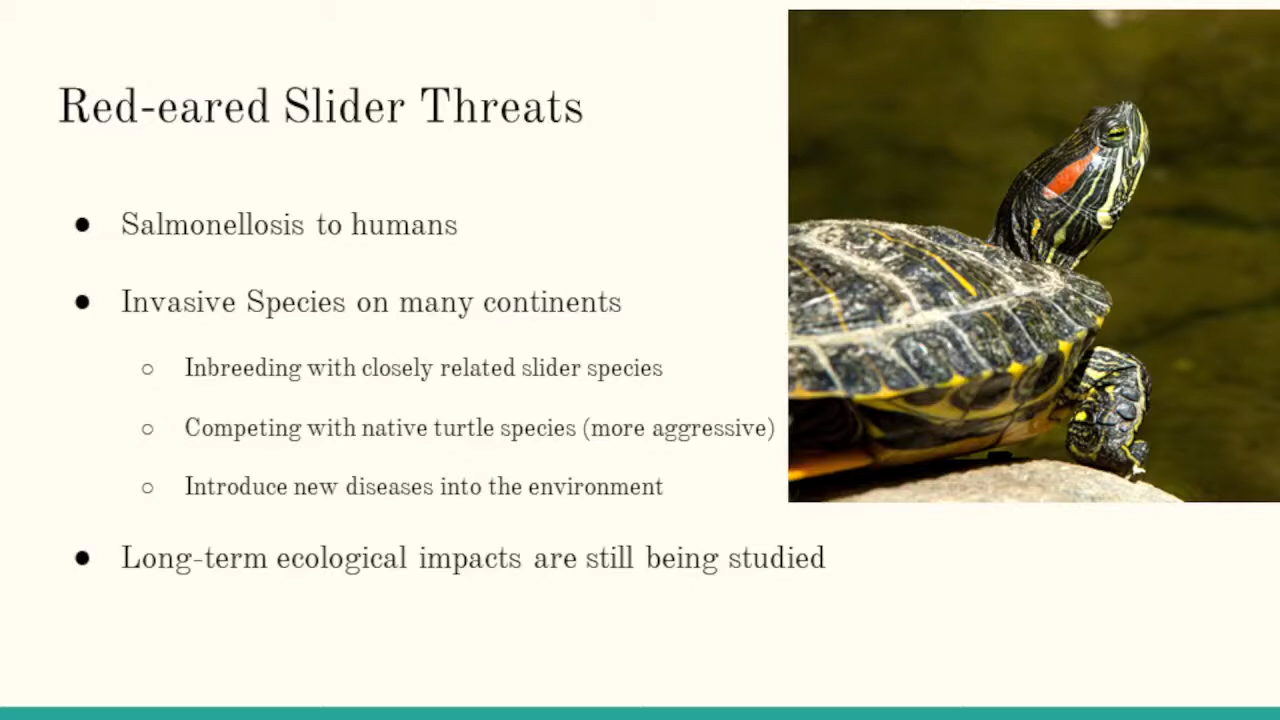 Red-eared Slider Threats
● Salmonellosis to humans
● Invasive Species on many continents
○ Inbreeding with closely related slider species
○ Competing with native turtle species (more aggressive)
○ Introduce new diseases into the environment
● Long-term ecological impacts are still being studied